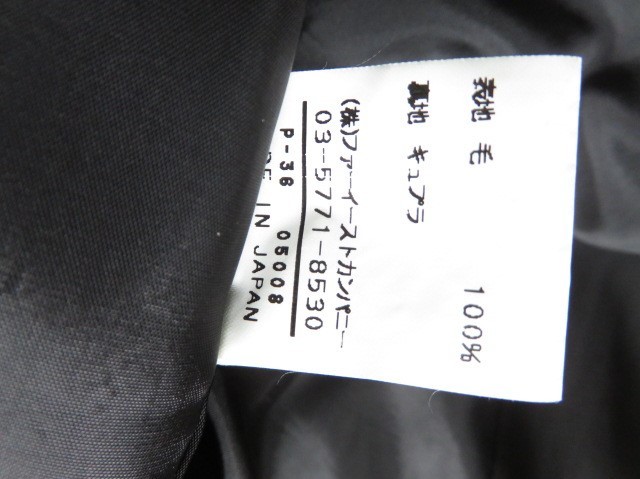 表地 毛 100%
裏地 キュプラ
(株)ファーイーストカンパニー
03-5771-8530
P-36 05008
DE IN JAPAN